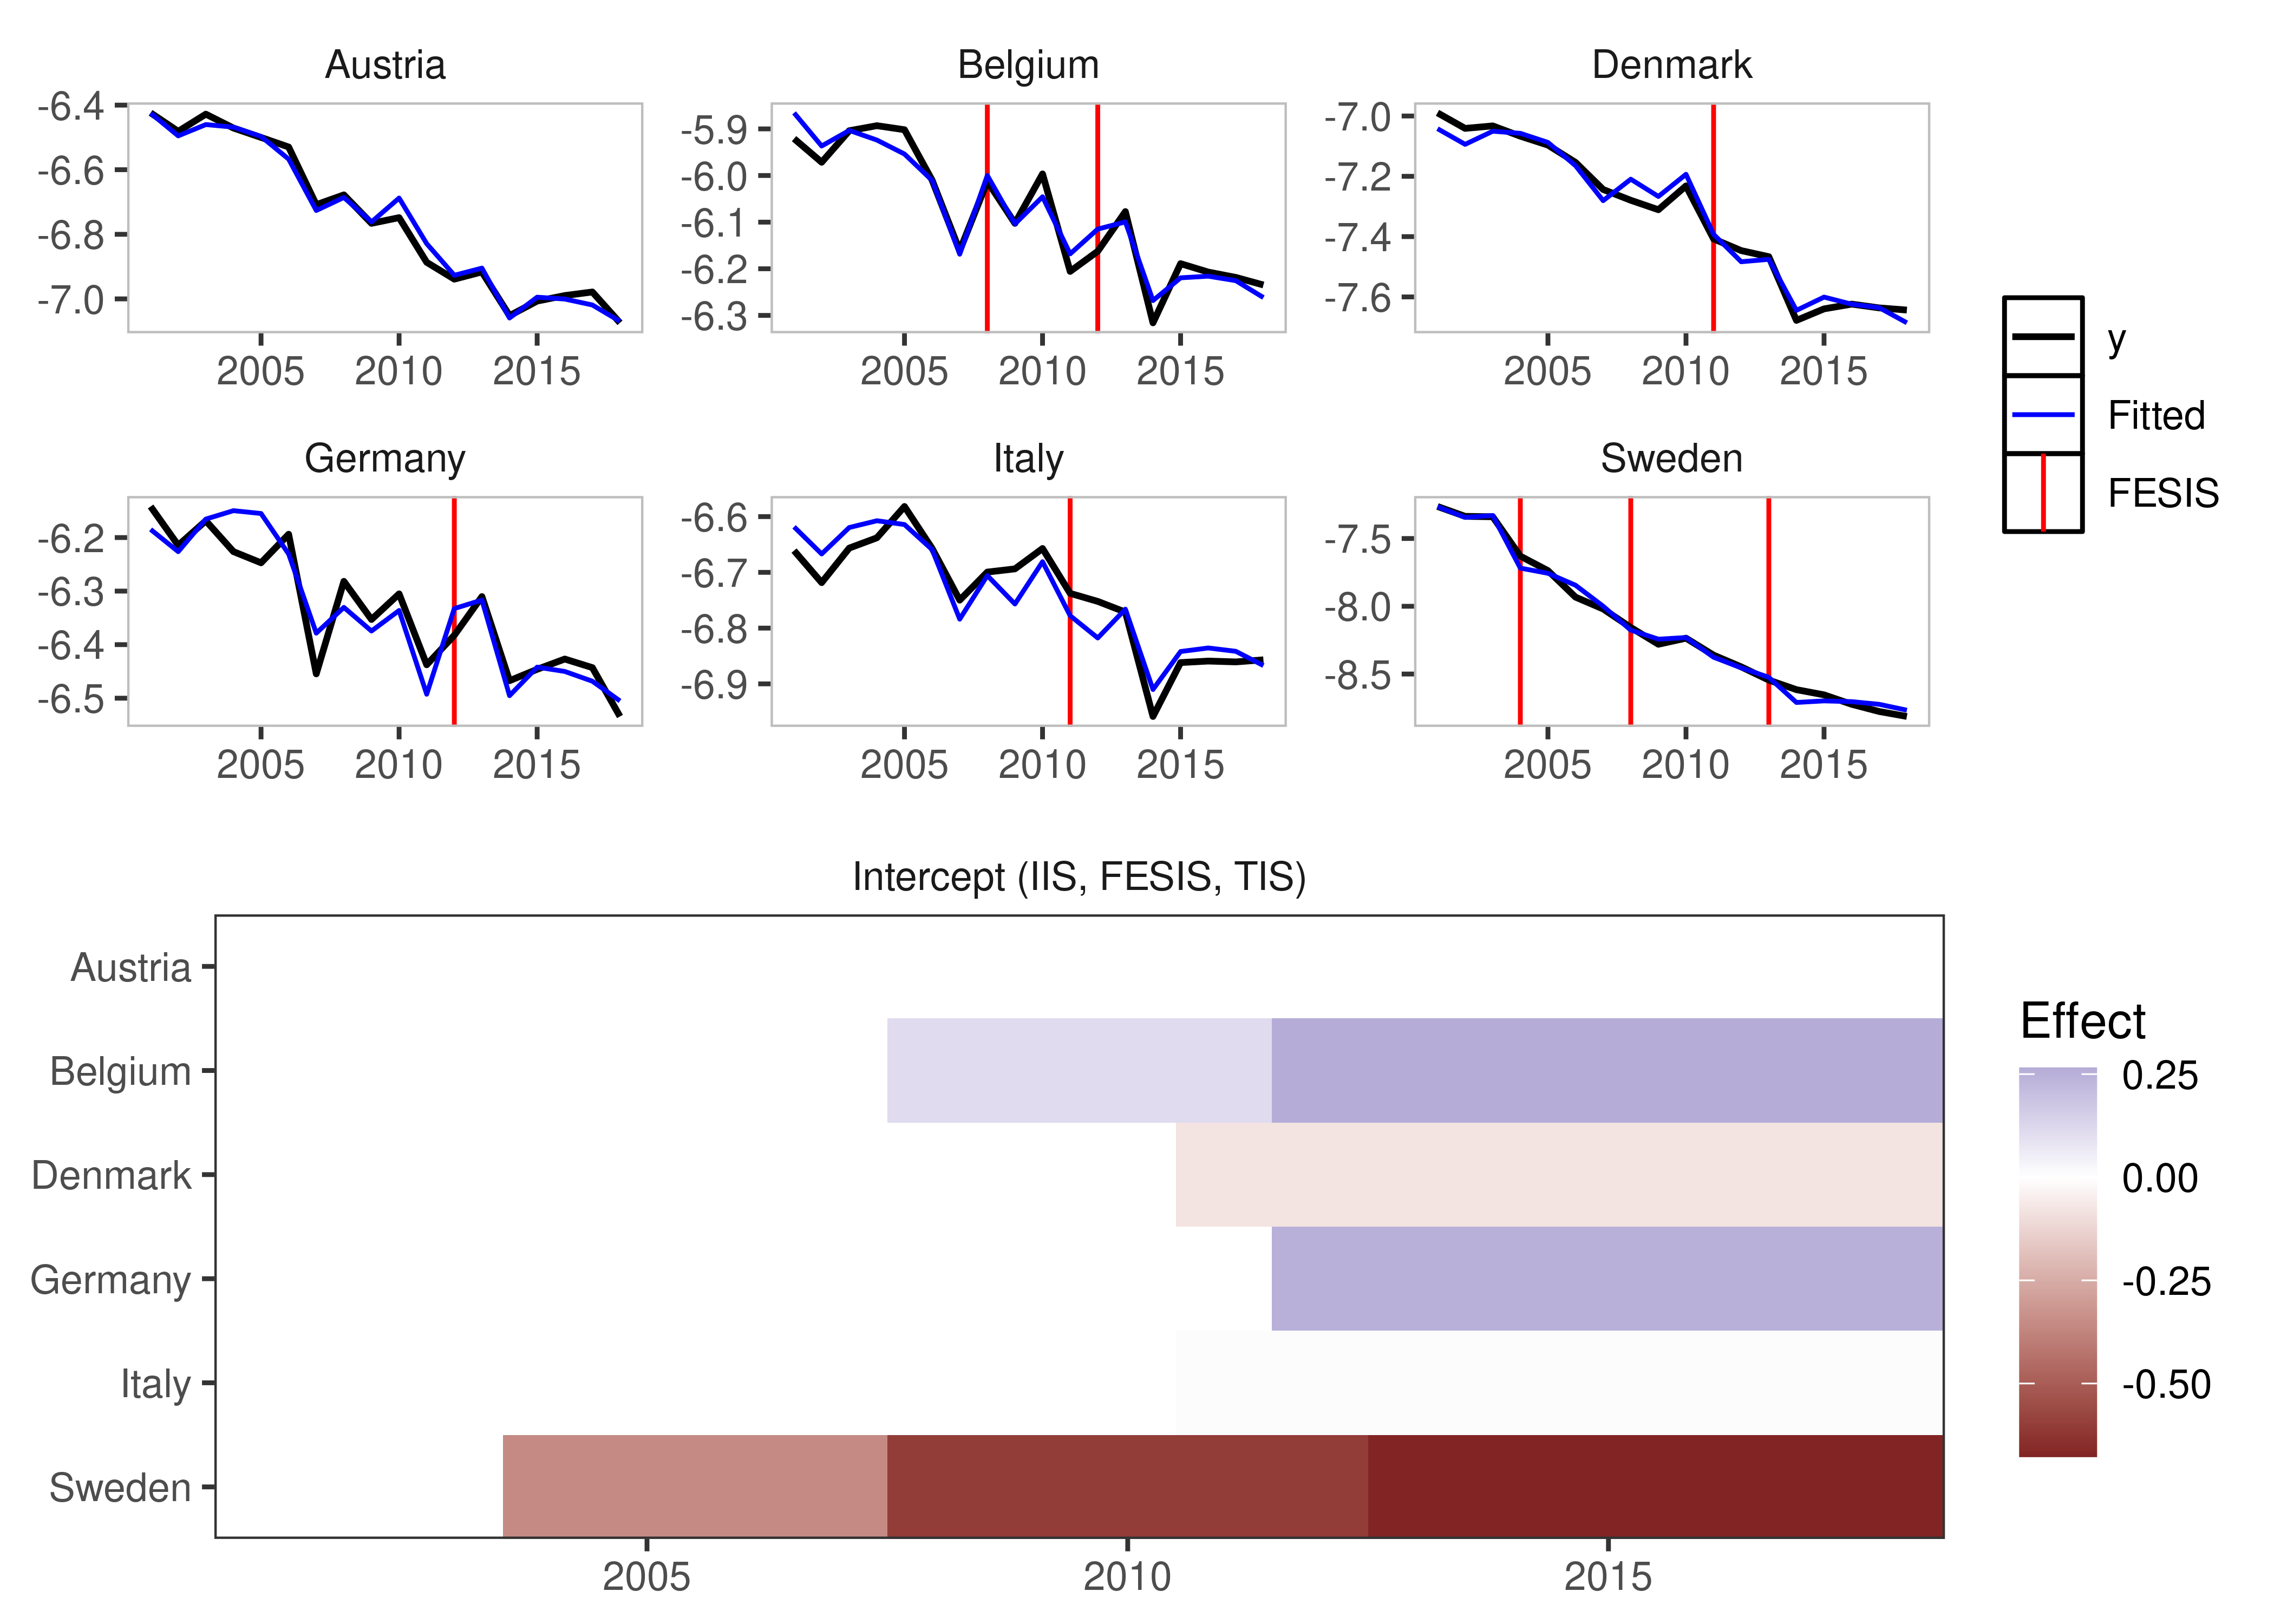 Austria
-6.4
-6.6
-6.8
-7.0
2005 2010 2015
Belgium
-5.9
-6.0
-6.1
-6.2
-6.3
2005 2010 2015
Denmark
-7.0
-7.2
-7.4
-7.6
2005 2010 2015
Germany
-6.2
-6.3
-6.4
-6.5
2005 2010 2015
Italy
-6.6
-6.7
-6.8
-6.9
2005 2010 2015
Sweden
-7.5
-8.0
-8.5
2005 2010 2015
y
Fitted
FESIS
Intercept (IIS, FESIS, TIS)
Austria
Belgium
Denmark
Germany
Italy
Sweden
2005 2010 2015
Effect
0.25
0.00
-0.25
-0.50